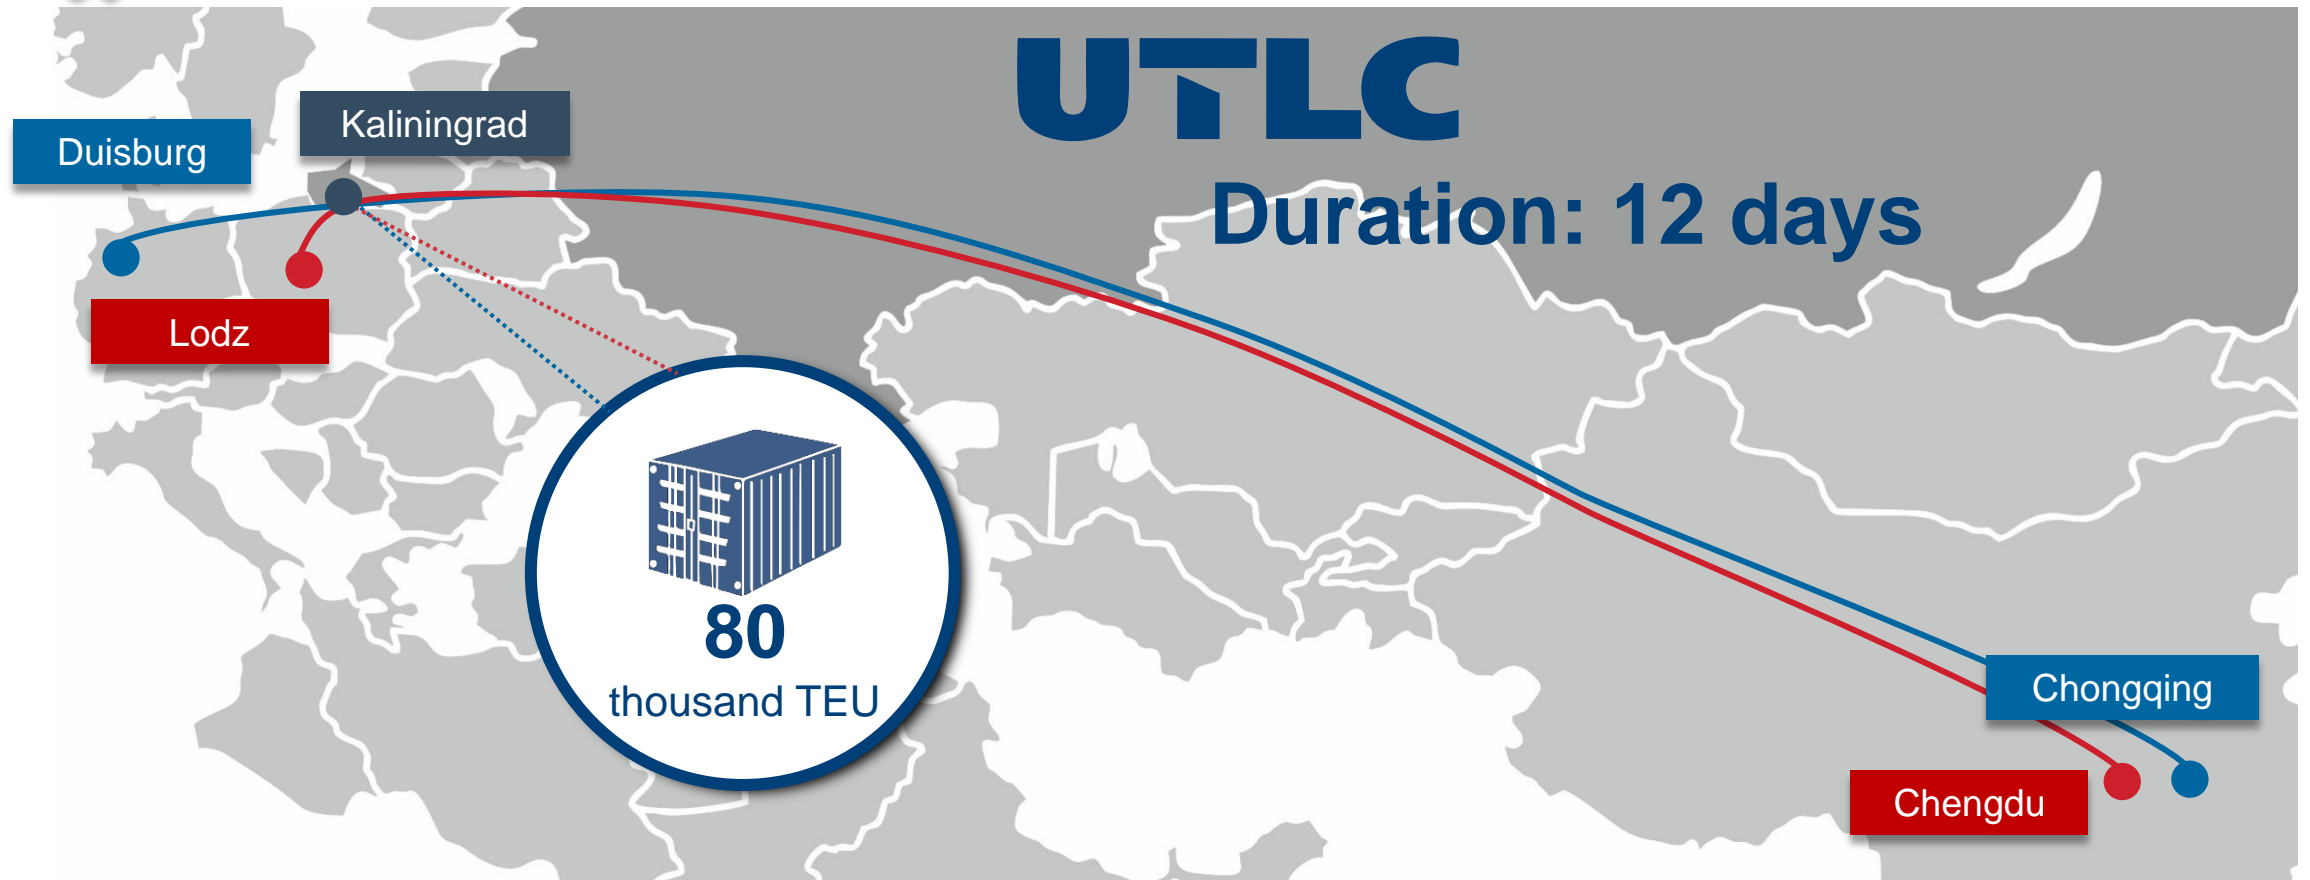 UTLC
Duration: 12 days
Kaliningrad
Duisburg
Lodz
80
thousand TEU
Chongqing
Chengdu